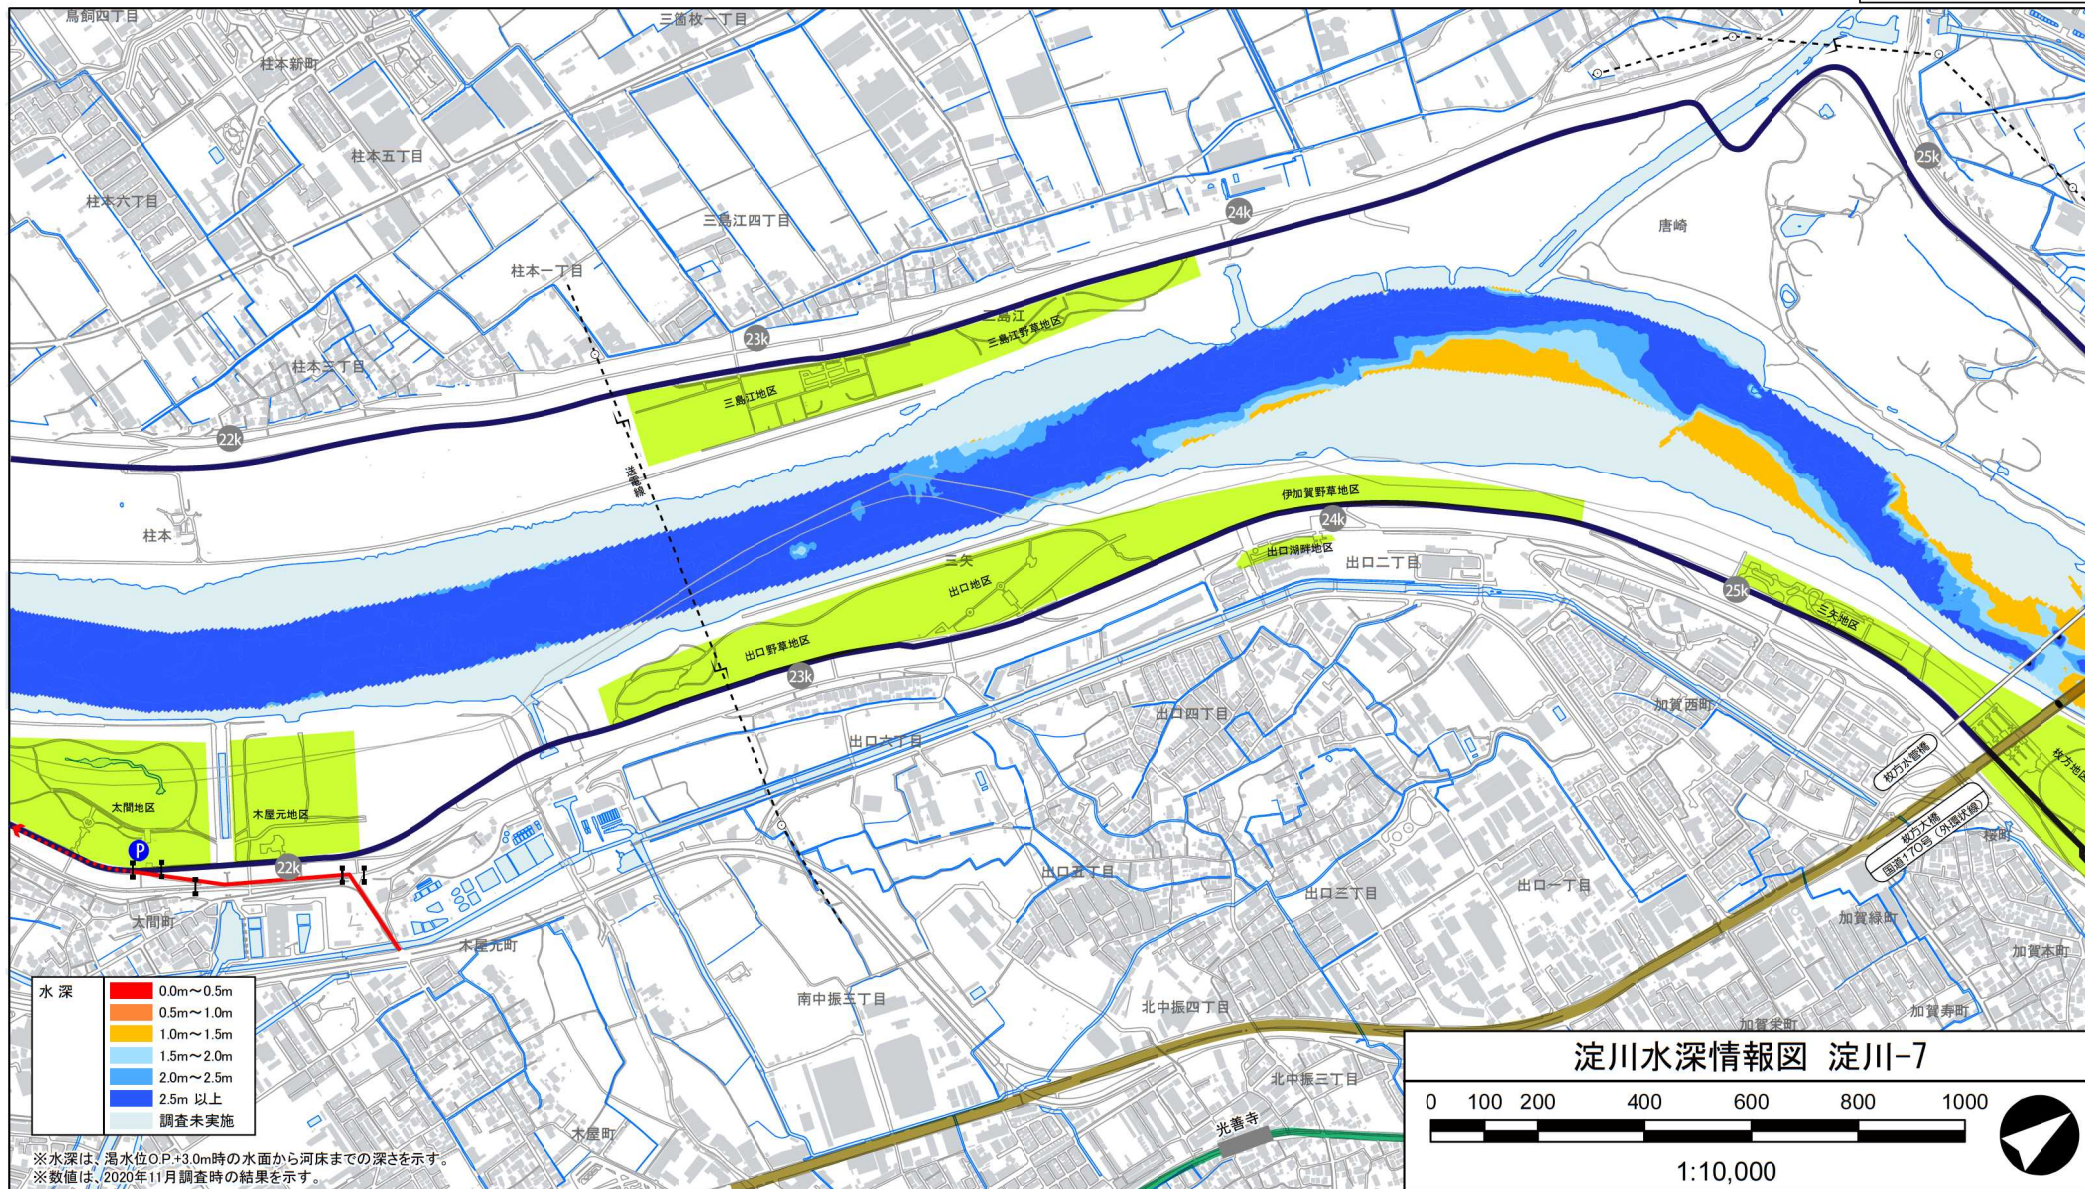 鳥飼四丁目
三箇牧一丁目
柱本新町
柱本五丁目
柱本六丁目
三島江四丁目
柱本一丁目
柱本三丁目
22k
23k
24k
25k
唐崎
三島江
三島江野草地区
三島江地区
送電線
柱本
伊加賀野草地区
24k
出口湖畔地区
出口二丁目
三矢
出口地区
出口野草地区
23k
25k
三矢地区
加賀西町
出口四丁目
出口六丁目
枚方水管橋
枚方地区
枚方大橋
(外環状線)
国道170号
桜町
太間地区
木屋元地区
P
22k
太間町
木屋元町
出口五丁目
出口三丁目
出口一丁目
加賀緑町
加賀本町
加賀寿町
加賀栄町
南中振三丁目
北中振四丁目
北中振三丁目
光善寺
木屋町
水 深
0.0m～0.5m
0.5m～1.0m
1.0m～1.5m
1.5m～2.0m
2.0m～2.5m
2.5m 以上
調査未実施
※水深は、渇水位O.P.+3.0m時の水面から河床までの深さを示す。
※数値は、2020年11月調査時の結果を示す。
淀川水深情報図 淀川-7
0 100 200 400 600 800 1000
1:10,000